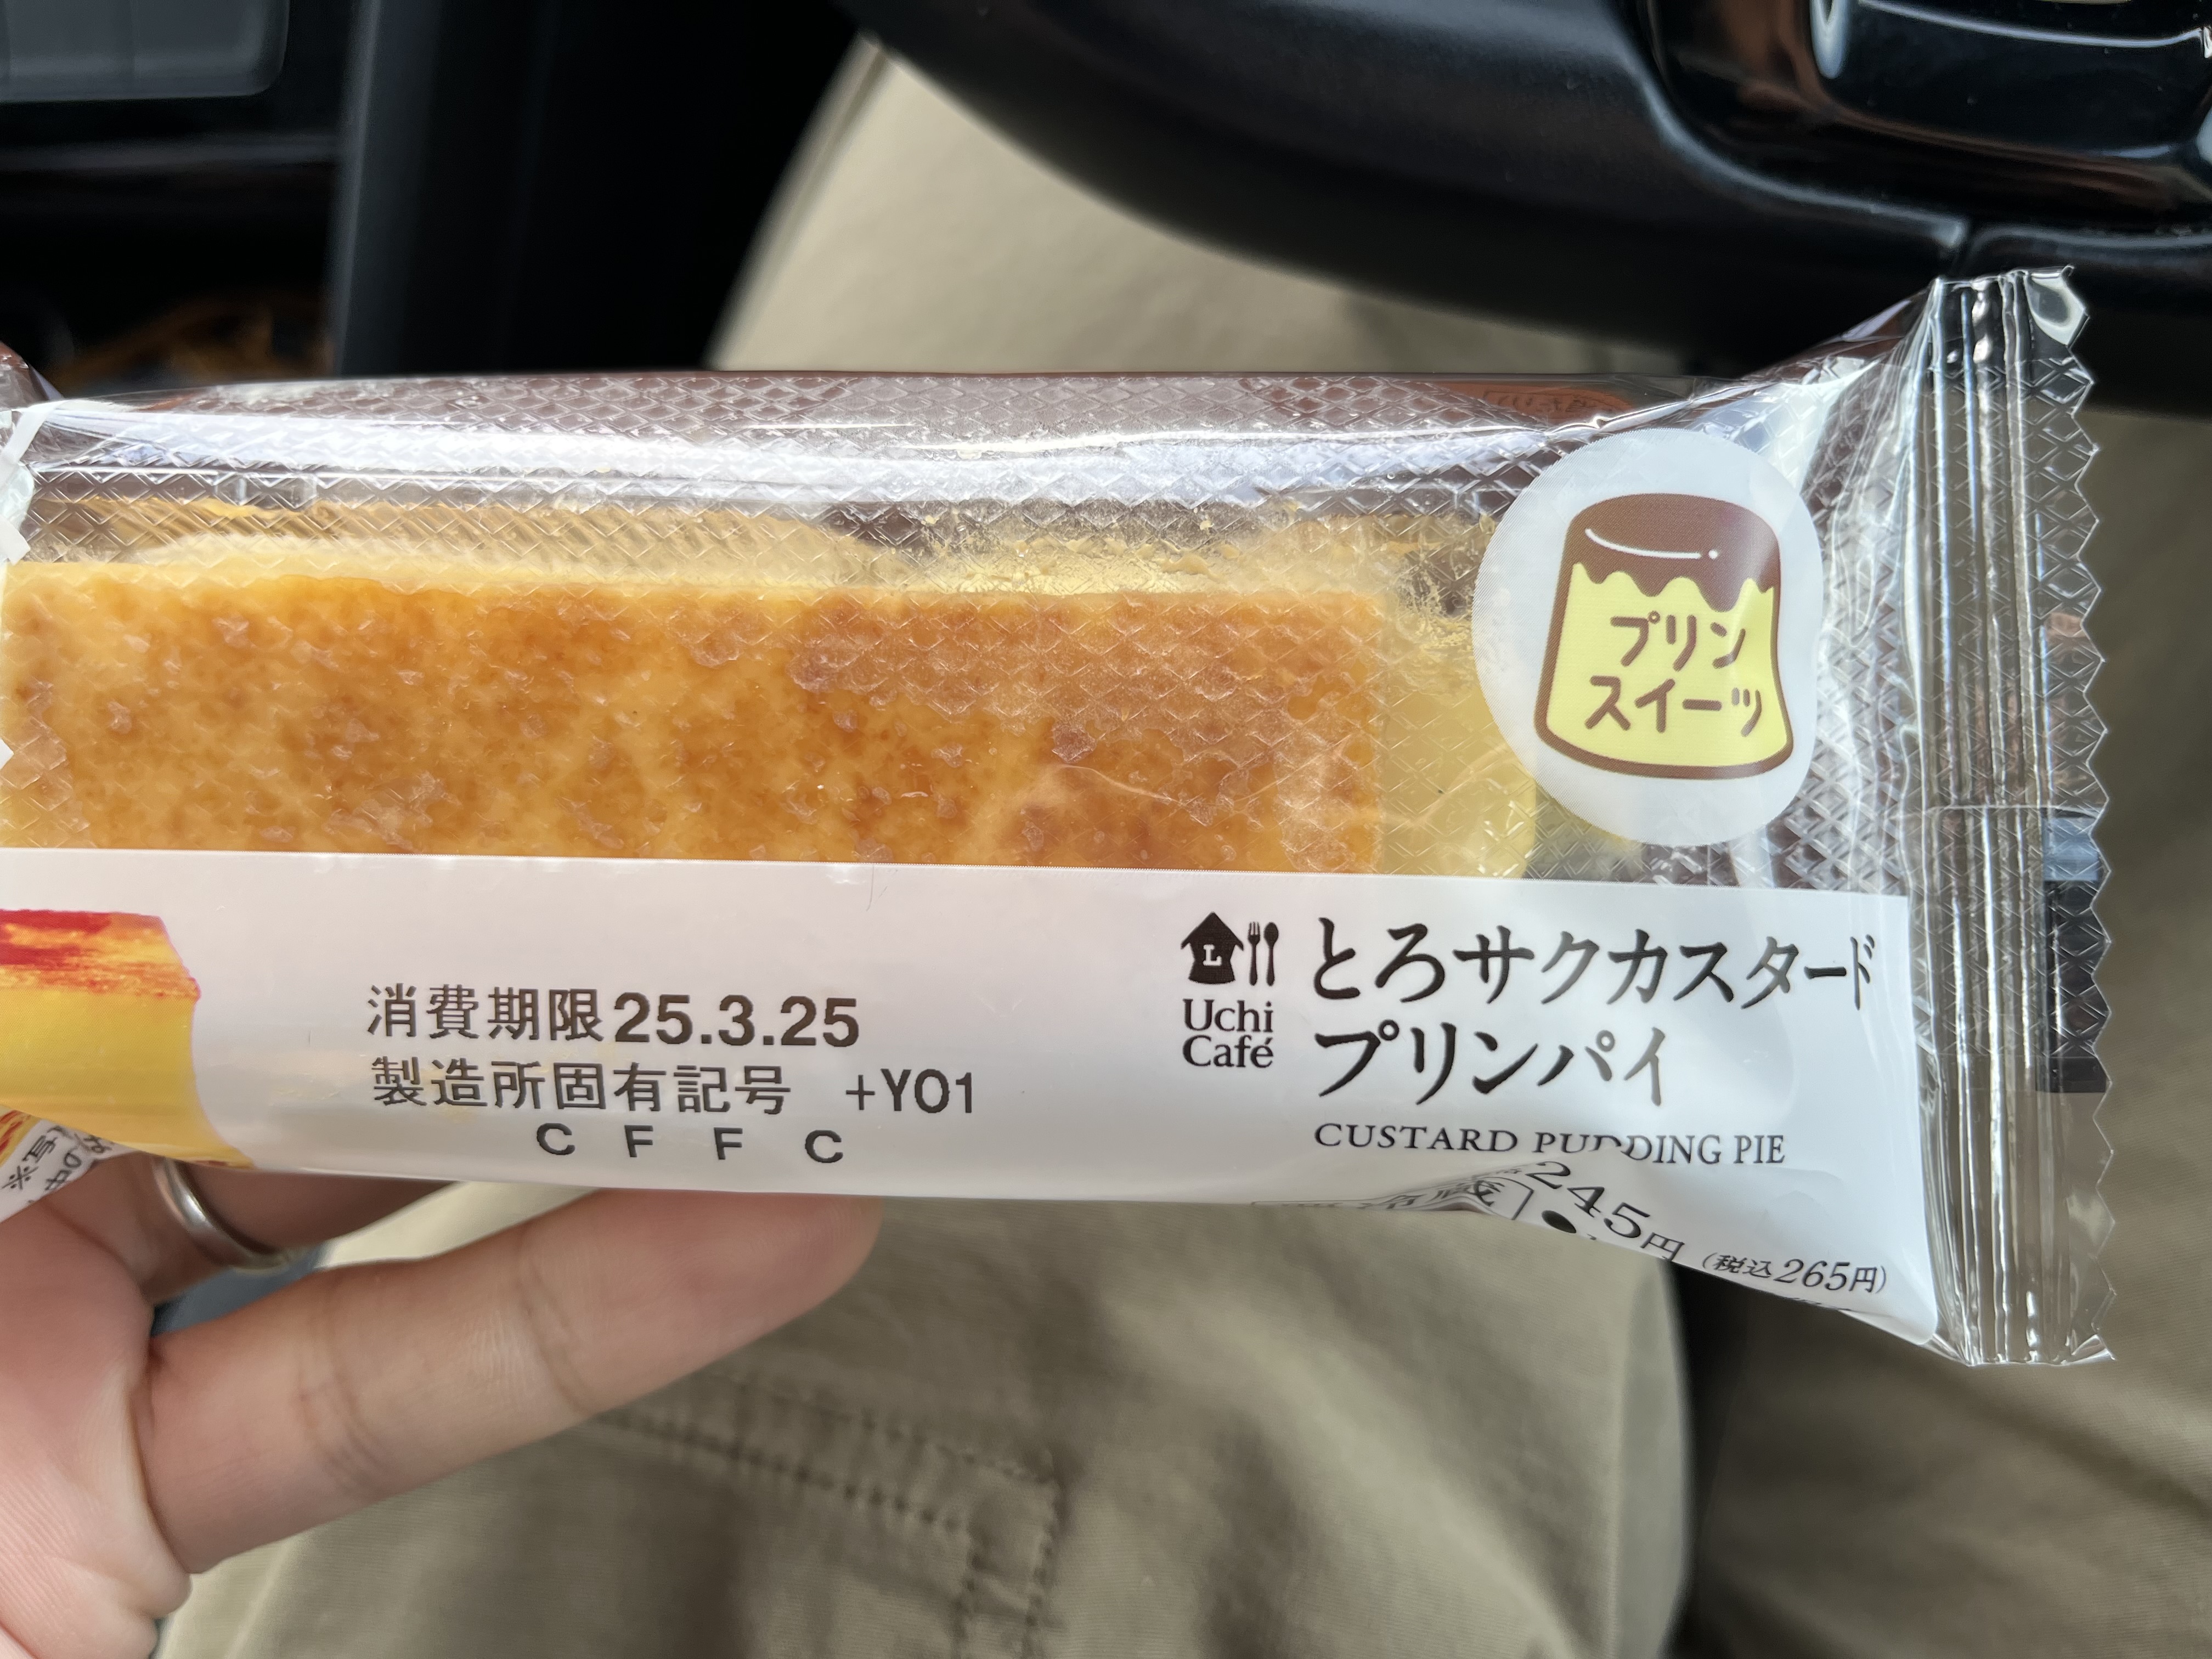 プリン
スイーツ
L
Uchi
Café
とろサクカスタード
プリンパイ
CUSTARD PUDDING PIE
消費期限25.3.25
製造所固有記号 +Y01
C F F C
245円 (税込265円)